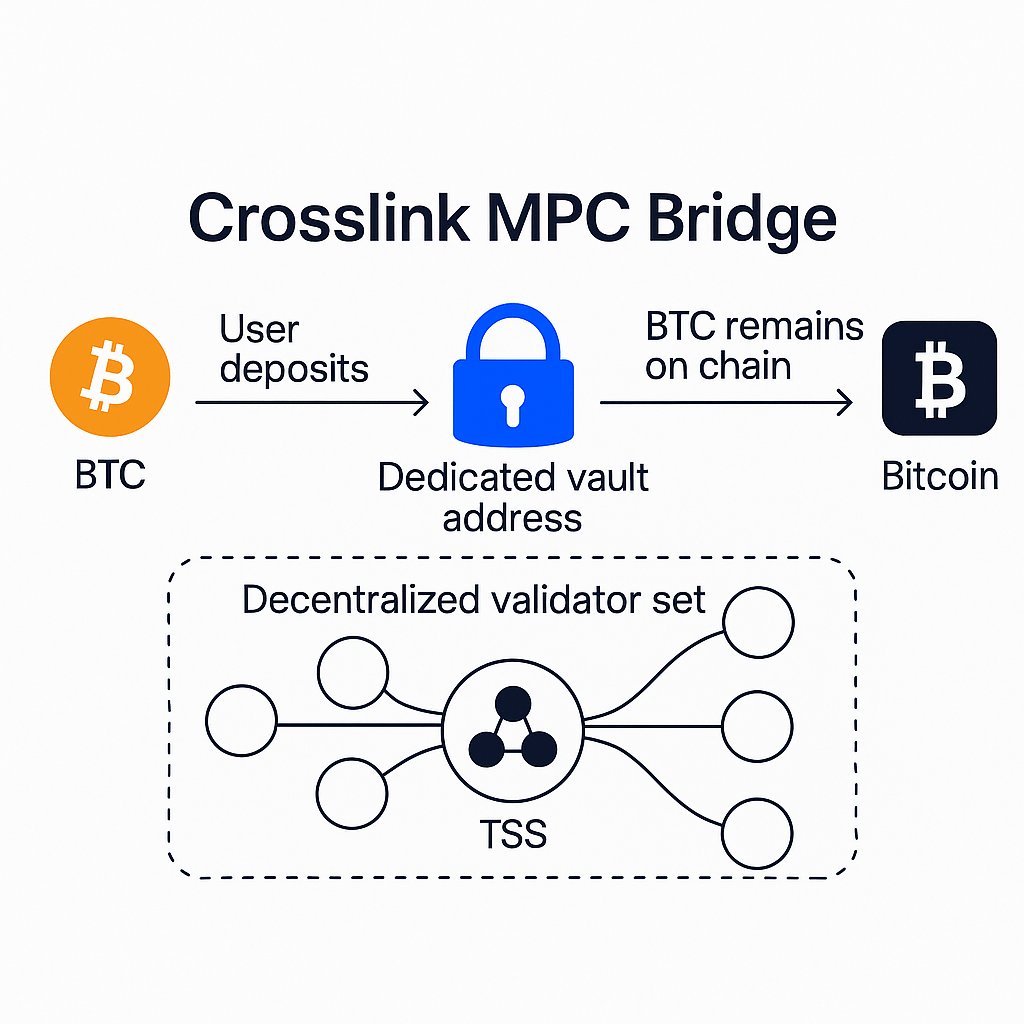 Crosslink MPC Bridge
User
deposits
BTC remains
on chain
BTC
Dedicated vault
address
Bitcoin
Decentralized validator set
TSS